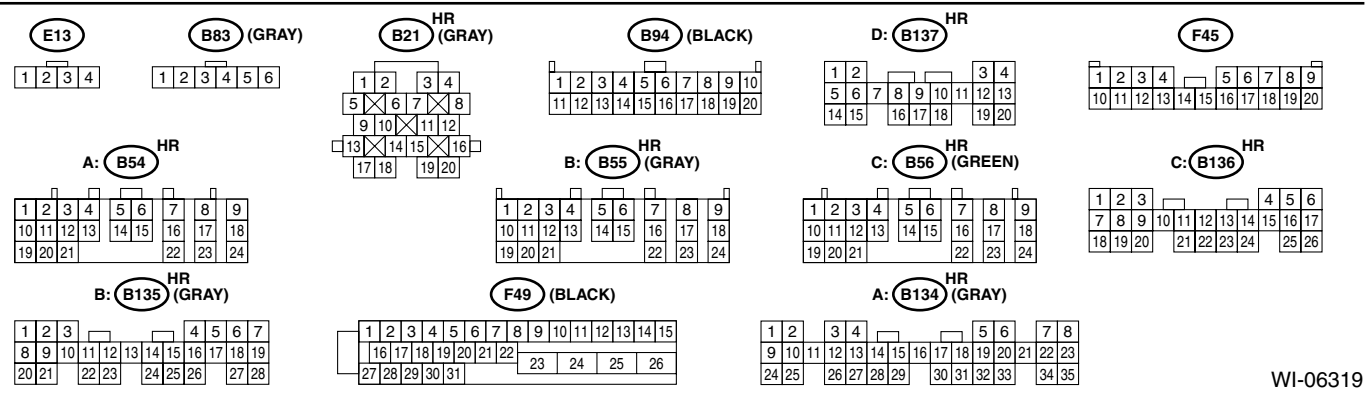 E13
1 2 3 4
B83 (GRAY)
1 2 3 4 5 6
B21 HR (GRAY)
1 2 3 4
5 6 7 8
9 10 11 12
13 14 15 16
17 18 19 20
B94 (BLACK)
1 2 3 4 5 6 7 8 9 10
11 12 13 14 15 16 17 18 19 20
D: B137 HR
1 2 3 4
5 6 7 8 9 10 11 12 13
14 15 16 17 18 19 20
F45
1 2 3 4 5 6 7 8 9
10 11 12 13 14 15 16 17 18 19 20
A: B54 HR
1 2 3 4 5 6 7 8 9
10 11 12 13 14 15 16 17 18
19 20 21 22 23 24
B: B55 HR (GRAY)
1 2 3 4 5 6 7 8 9
10 11 12 13 14 15 16 17 18
19 20 21 22 23 24
C: B56 HR (GREEN)
1 2 3 4 5 6 7 8 9
10 11 12 13 14 15 16 17 18
19 20 21 22 23 24
C: B136 HR
1 2 3 4 5 6
7 8 9 10 11 12 13 14 15 16 17
18 19 20 21 22 23 24 25 26
B: B135 HR (GRAY)
1 2 3 4 5 6 7
8 9 10 11 12 13 14 15 16 17 18 19
20 21 22 23 24 25 26 27 28
F49 (BLACK)
1 2 3 4 5 6 7 8 9 10 11 12 13 14 15
16 17 18 19 20 21 22 23 24 25 26
27 28 29 30 31
A: B134 HR (GRAY)
1 2 3 4 5 6 7 8
9 10 11 12 13 14 15 16 17 18 19 20 21 22 23
24 25 26 27 28 29 30 31 32 33 34 35
WI-06319